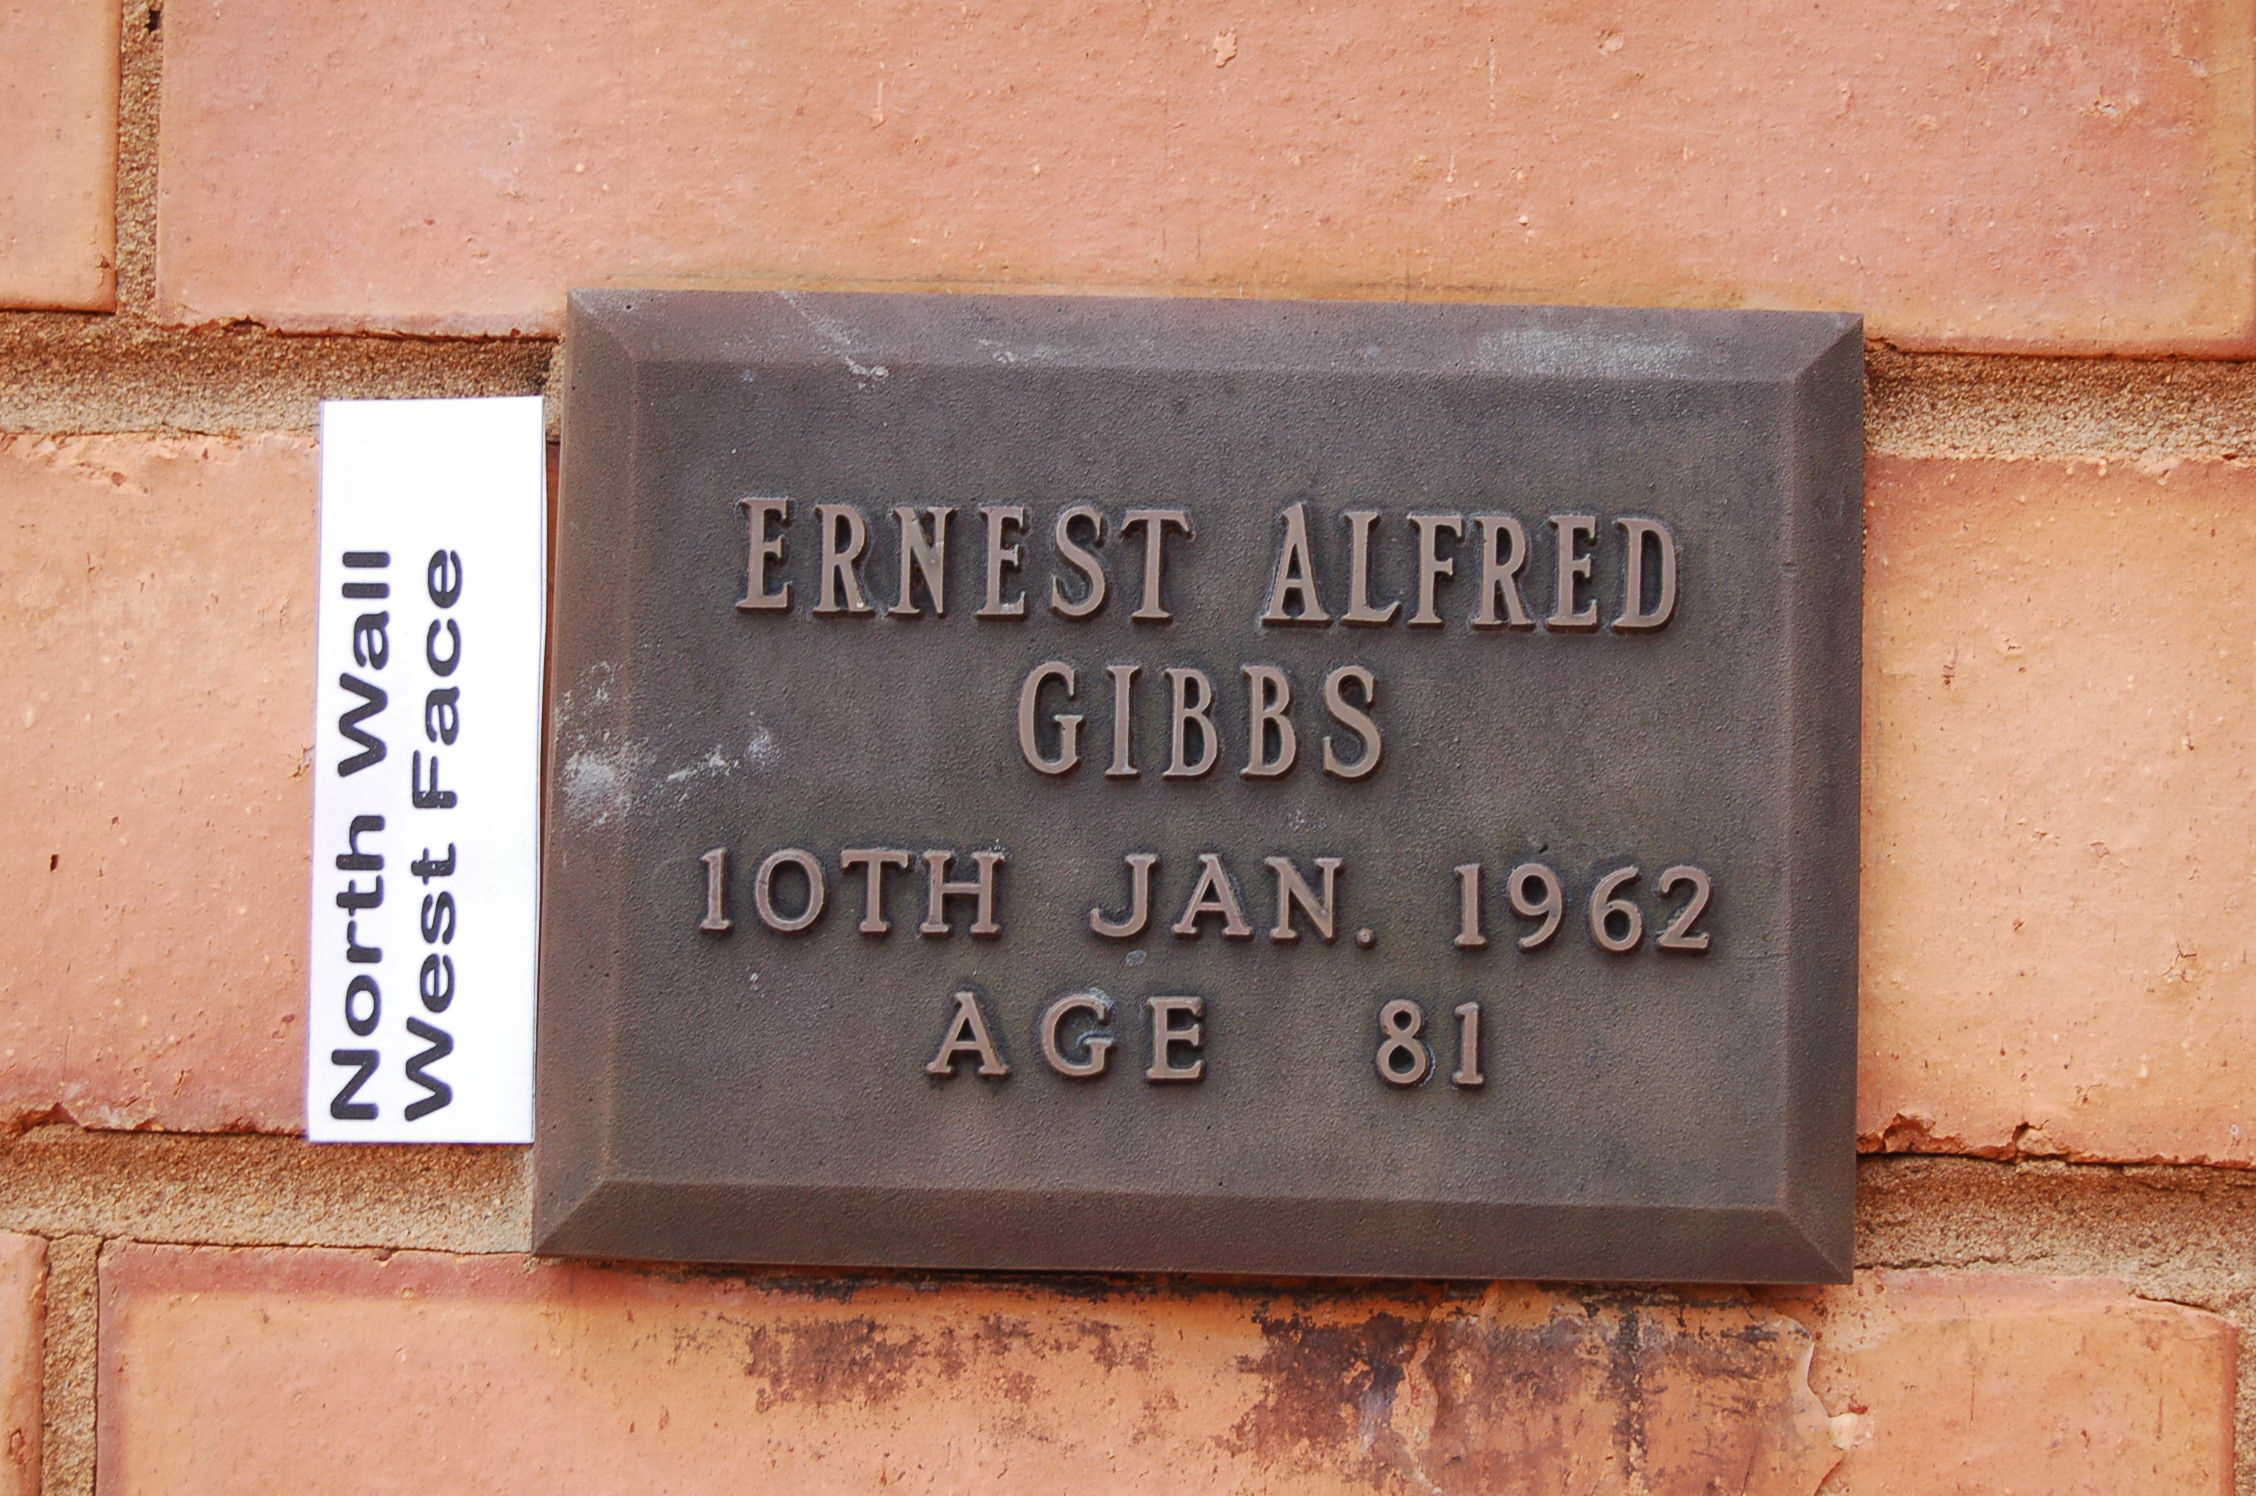 North Wall
West Face
ERNEST ALFRED
GIBBS
10TH JAN. 1962
AGE 81